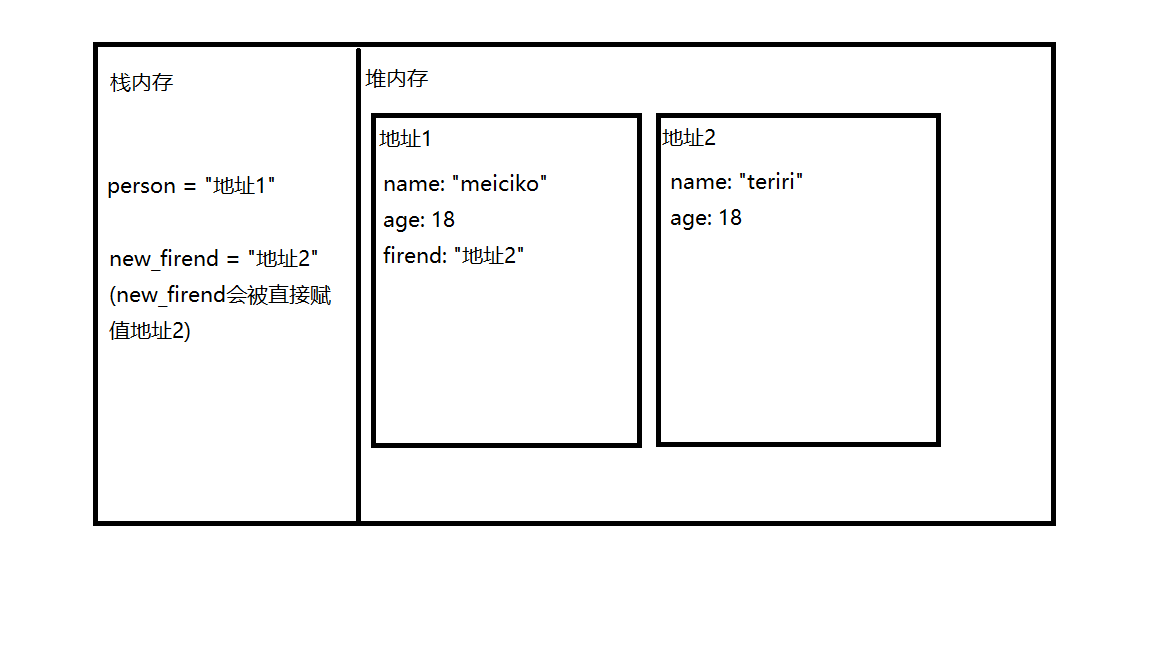 栈内存
person = "地址1"
new_firend = "地址2"
(new_firend会被直接赋
值地址2)
堆内存
地址1
name: "meiciko"
age: 18
firend: "地址2"
地址2
name: "teriri"
age: 18